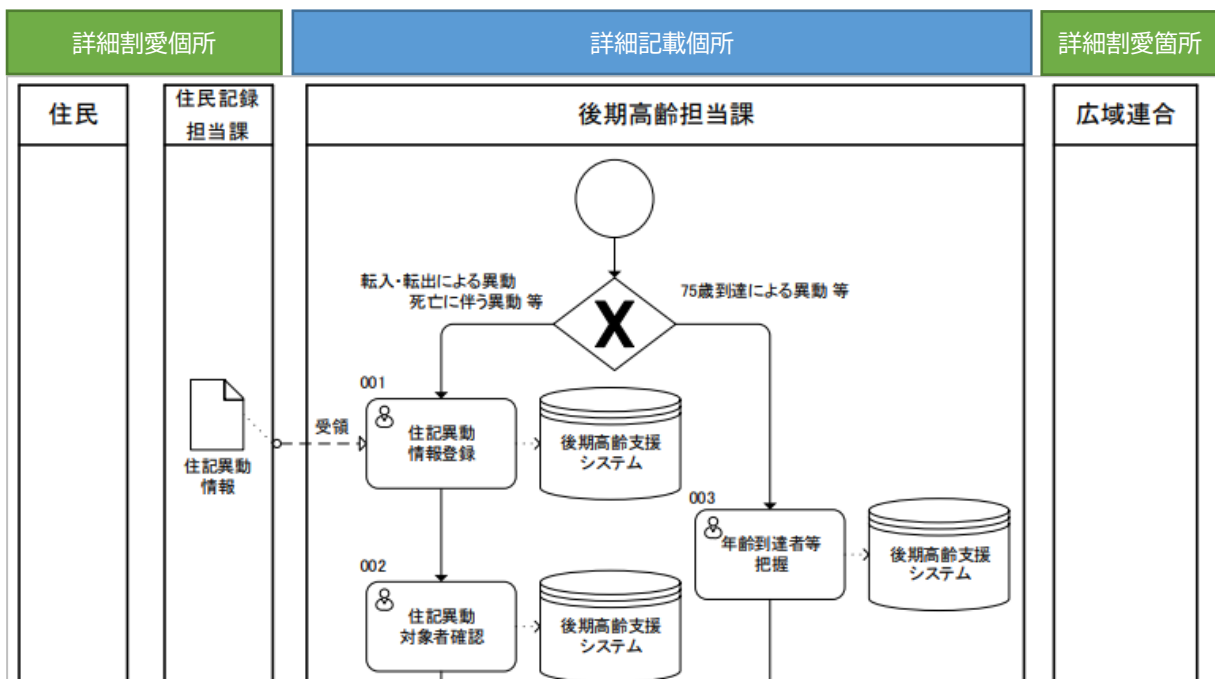 詳細割愛個所
詳細記載個所
詳細割愛箇所
住民
住民記録
担当課
後期高齢担当課
広域連合
転入・転出による異動
死亡に伴う異動 等
75歳到達による異動 等
X
001
住記異動
情報登録
後期高齢支援
システム
受領
住記異動
情報
003
年齢到達者等
把握
後期高齢支援
システム
002
住記異動
対象者確認
後期高齢支援
システム